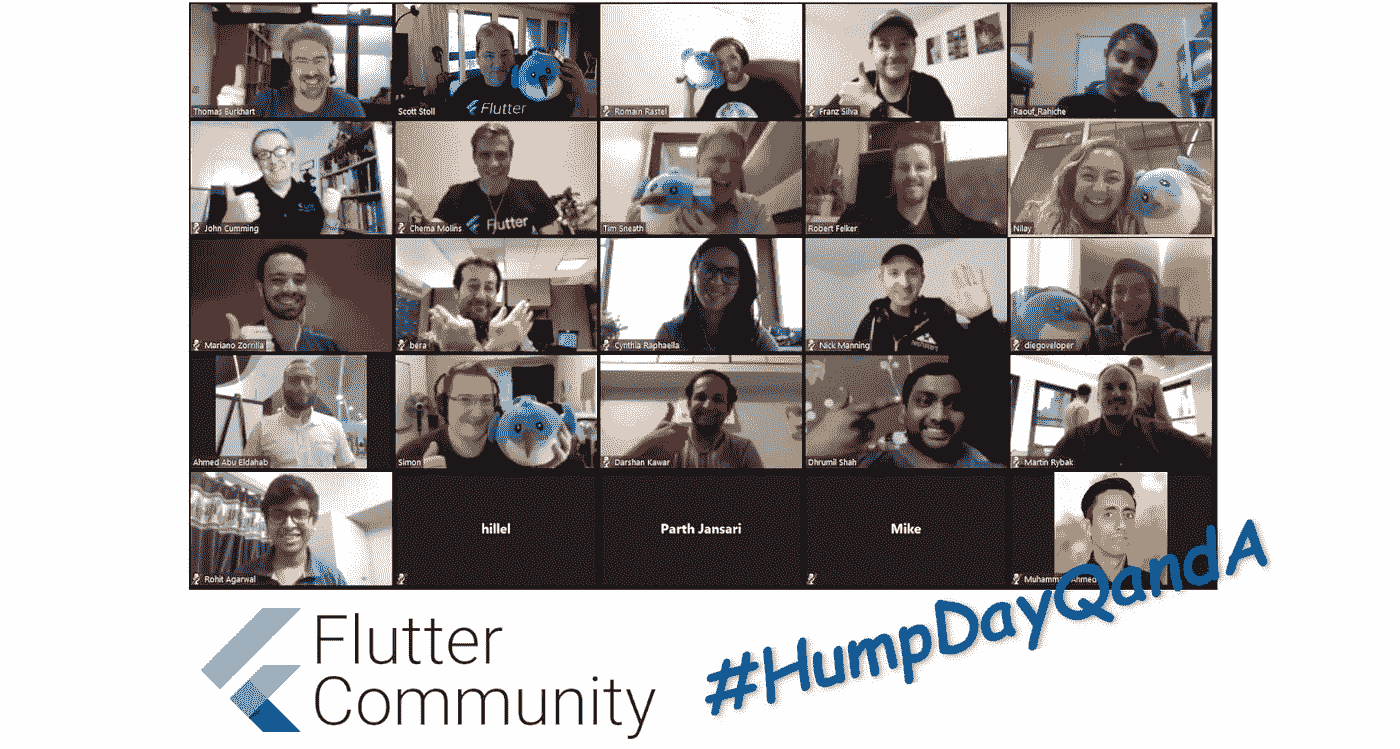 Thomas Burkhart
Scott Stoll
Romain Rastel
Franz Silva
Raouf_Rahiche
Flutter
John Cumming
Chema Molins
Tim Sneath
Robert Felker
Nilay
Flutter
Mariano Zorrilla
bera
Cynthia Raphaella
Nick Manning
diegoveloper
Ahmed Abu Eldahab
Simon
Darshan Kawar
Dhrumil Shah
Martin Rybak
Rohit Agarwal
hillel
Parth Jansari
Mike
Ahmed
#HumpDayQandA
Flutter
Community